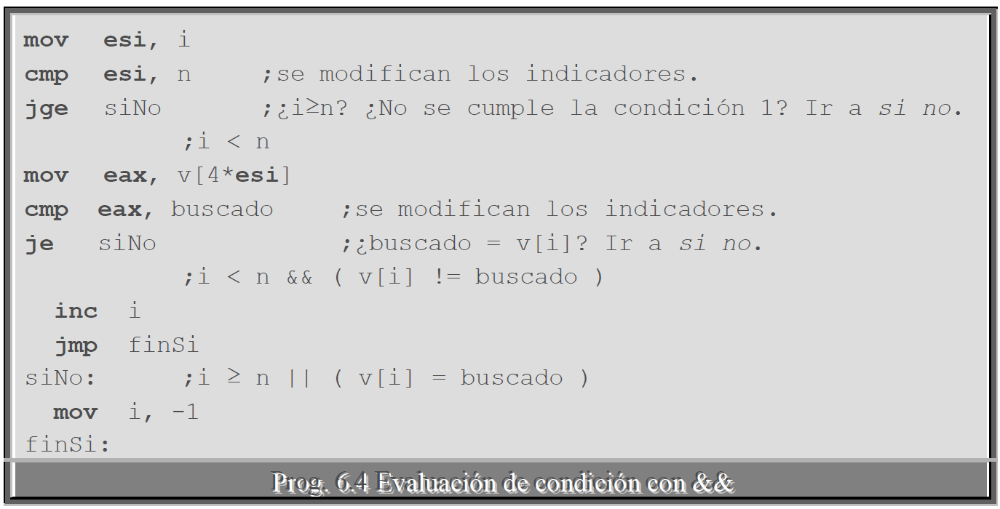 mov esi, i
cmp esi, n ;se modifican los indicadores.
jge siNo ;¿i≥n? ¿No se cumple la condición 1? Ir a si no.
;i < n
mov eax, v[4*esi]
cmp eax, buscado ;se modifican los indicadores.
je siNo ;¿buscado = v[i]? Ir a si no.
;i < n && ( v[i] != buscado )
inc i
jmp finSi
siNo: ;i ≥ n || ( v[i] = buscado )
mov i, -1
finSi:
Prog. 6.4 Evaluación de condición con &&